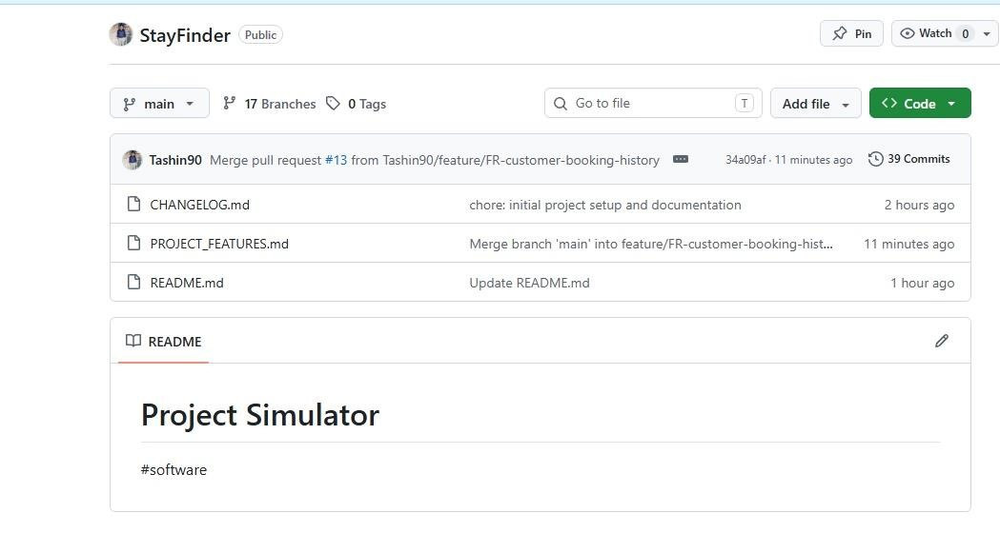 StayFinder Public Pin Watch 0
main 17 Branches 0 Tags Go to file T Add file Code
Tashin90 Merge pull request #13 from Tashin90/feature/FR-customer-booking-history 34a09af · 11 minutes ago 39 Commits
CHANGELOG.md chore: initial project setup and documentation 2 hours ago
PROJECT_FEATURES.md Merge branch 'main' into feature/FR-customer-booking-hist... 11 minutes ago
README.md Update README.md 1 hour ago
README
Project Simulator
#software